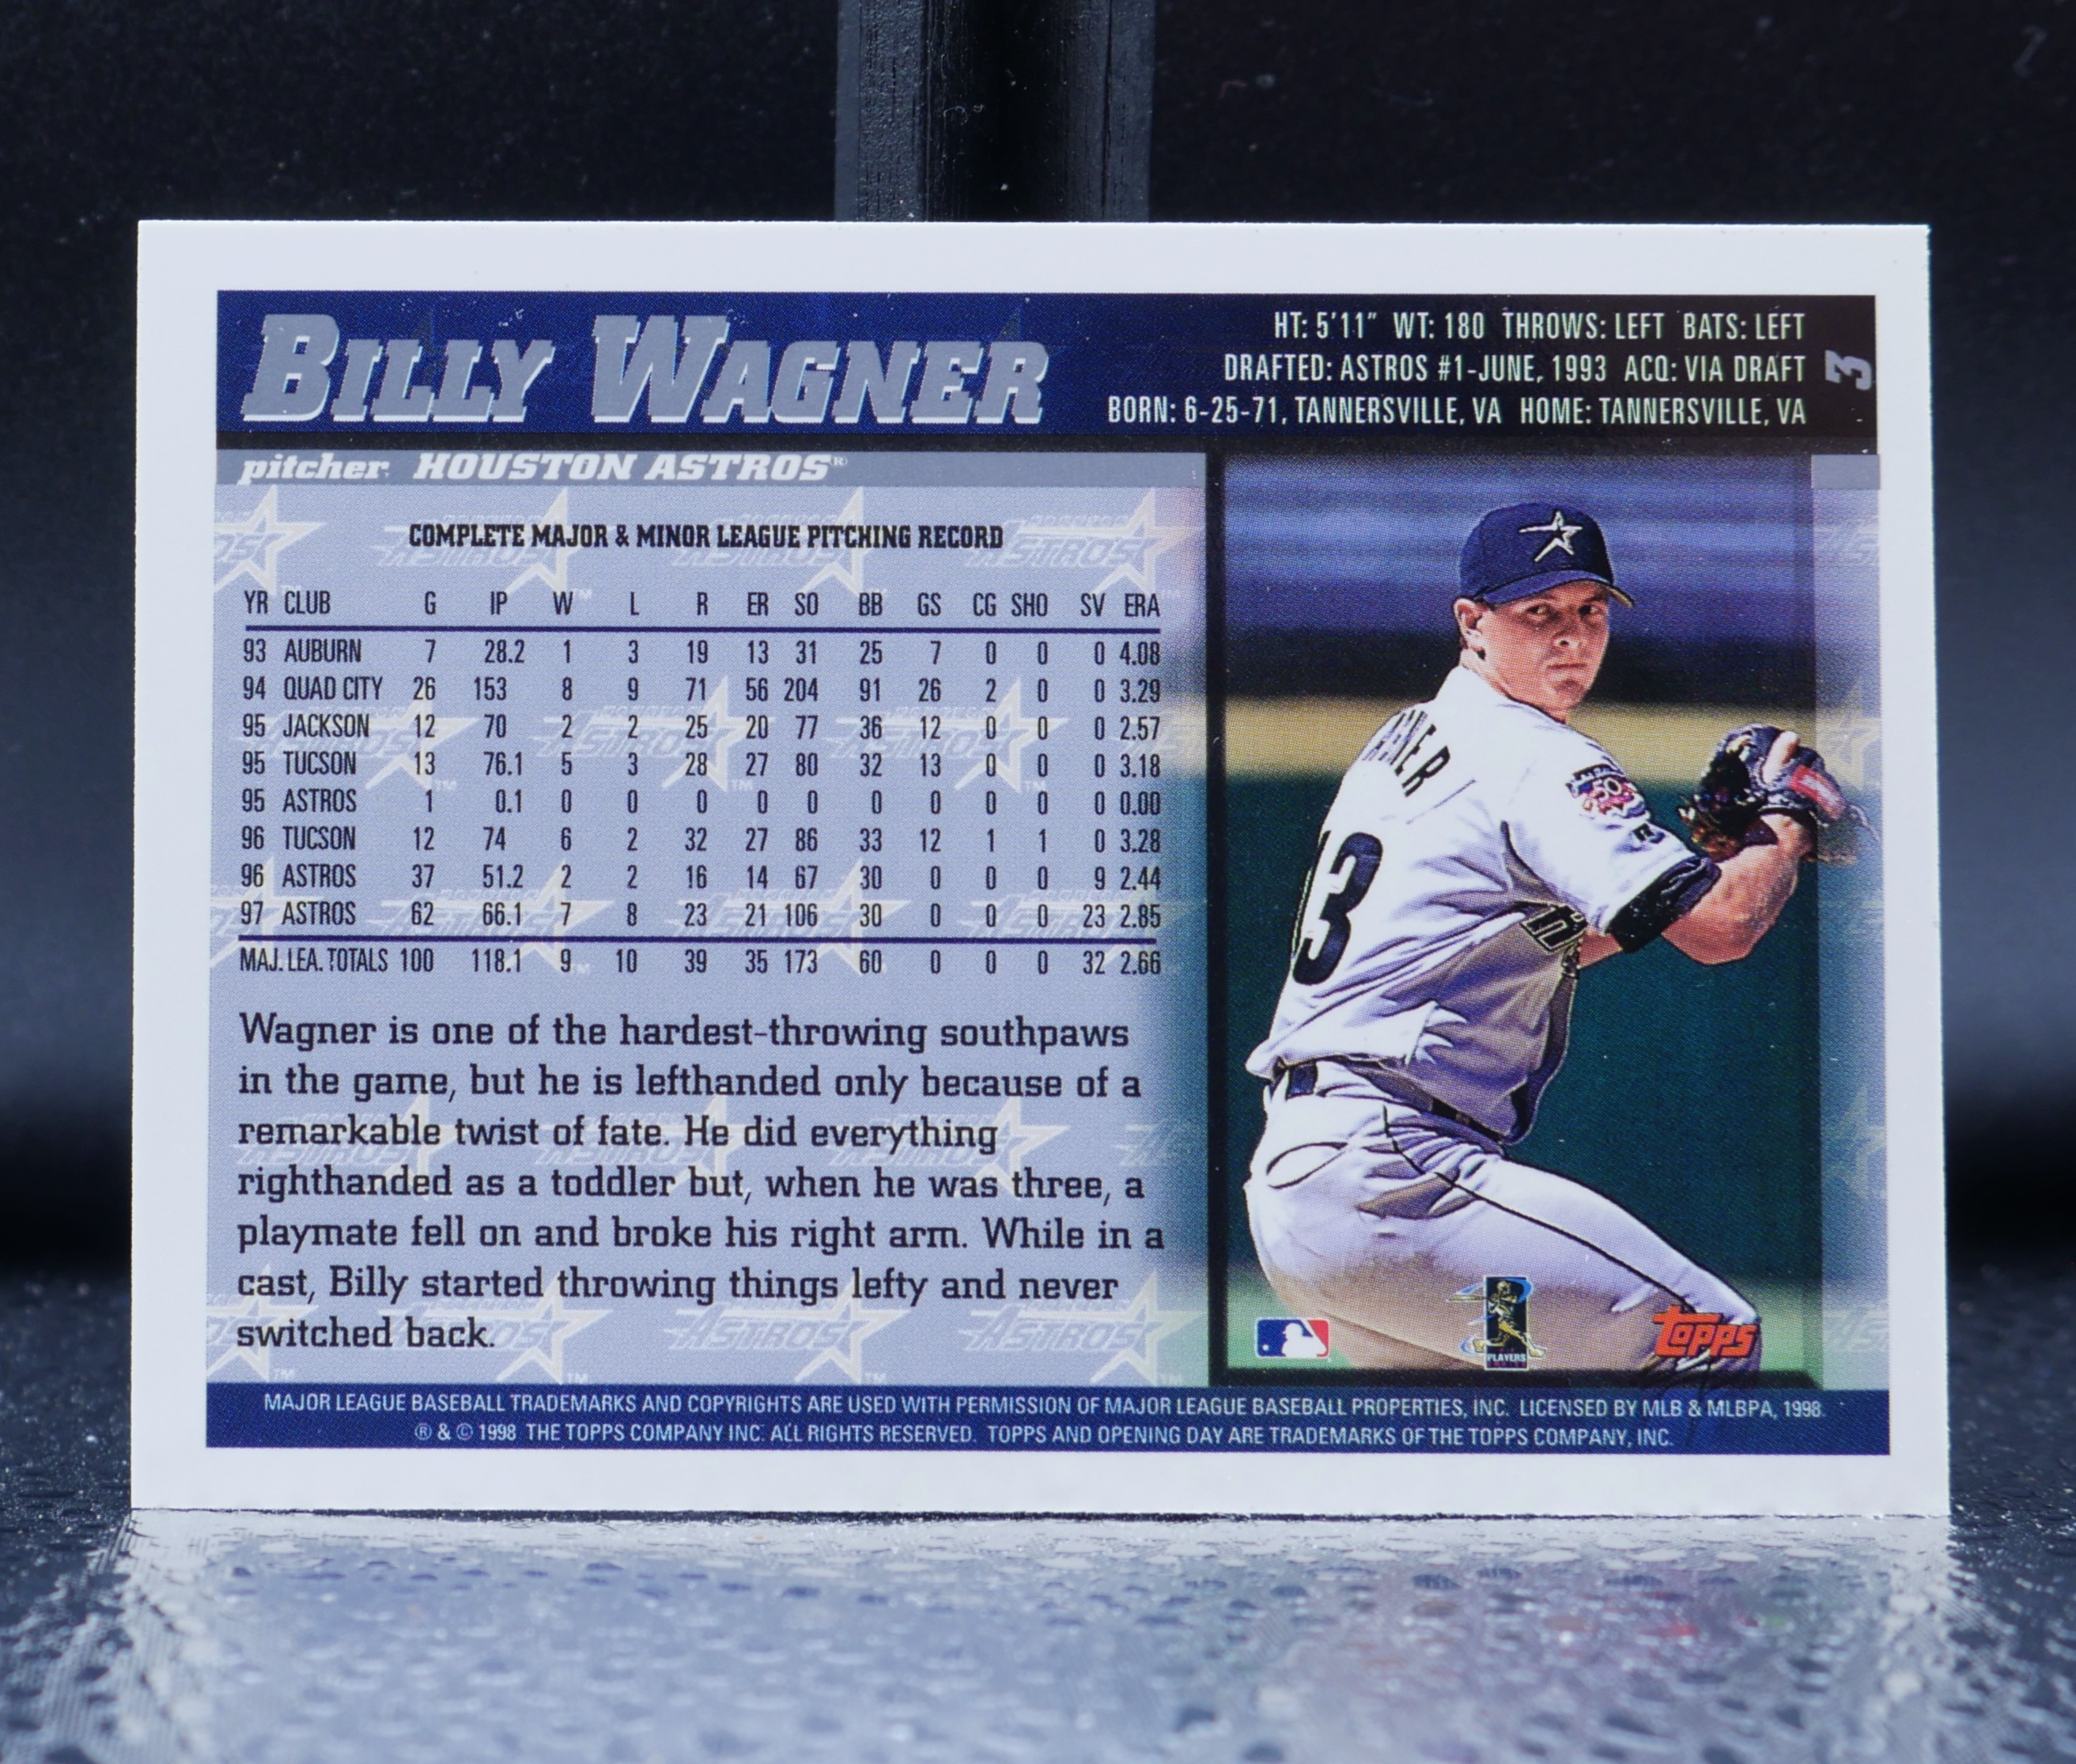 BILLY WAGNER
HT: 5'11" WT: 180 THROWS: LEFT BATS: LEFT
DRAFTED: ASTROS #1-JUNE, 1993 ACQ: VIA DRAFT
BORN: 6-25-71, TANNERSVILLE, VA HOME: TANNERSVILLE, VA
3
pitcher HOUSTON ASTROS®
COMPLETE MAJOR & MINOR LEAGUE PITCHING RECORD
YR CLUB G IP W L R ER SO BB GS CG SHO SV ERA
93 AUBURN 7 28.2 1 3 19 13 31 25 7 0 0 0 4.08
94 QUAD CITY 26 153 8 9 71 56 204 91 26 2 0 0 3.29
95 JACKSON 12 70 2 2 25 20 77 36 12 0 0 0 2.57
95 TUCSON 13 76.1 5 3 28 27 80 32 13 0 0 0 3.18
95 ASTROS 1 0.1 0 0 0 0 0 0 0 0 0 0 0.00
96 TUCSON 12 74 6 2 32 27 86 33 12 1 1 0 3.28
96 ASTROS 37 51.2 2 2 16 14 67 30 0 0 0 9 2.44
97 ASTROS 62 66.1 7 8 23 21 106 30 0 0 0 23 2.85
MAJ. LEA. TOTALS 100 118.1 9 10 39 35 173 60 0 0 0 32 2.66
Wagner is one of the hardest-throwing southpaws
in the game, but he is lefthanded only because of a
remarkable twist of fate. He did everything
righthanded as a toddler but, when he was three, a
playmate fell on and broke his right arm. While in a
cast, Billy started throwing things lefty and never
switched back.
AGNER
13
50
PLAYERS
Topps
MAJOR LEAGUE BASEBALL TRADEMARKS AND COPYRIGHTS ARE USED WITH PERMISSION OF MAJOR LEAGUE BASEBALL PROPERTIES, INC. LICENSED BY MLB & MLBPA, 1998.
® & © 1998 THE TOPPS COMPANY INC. ALL RIGHTS RESERVED. TOPPS AND OPENING DAY ARE TRADEMARKS OF THE TOPPS COMPANY, INC.